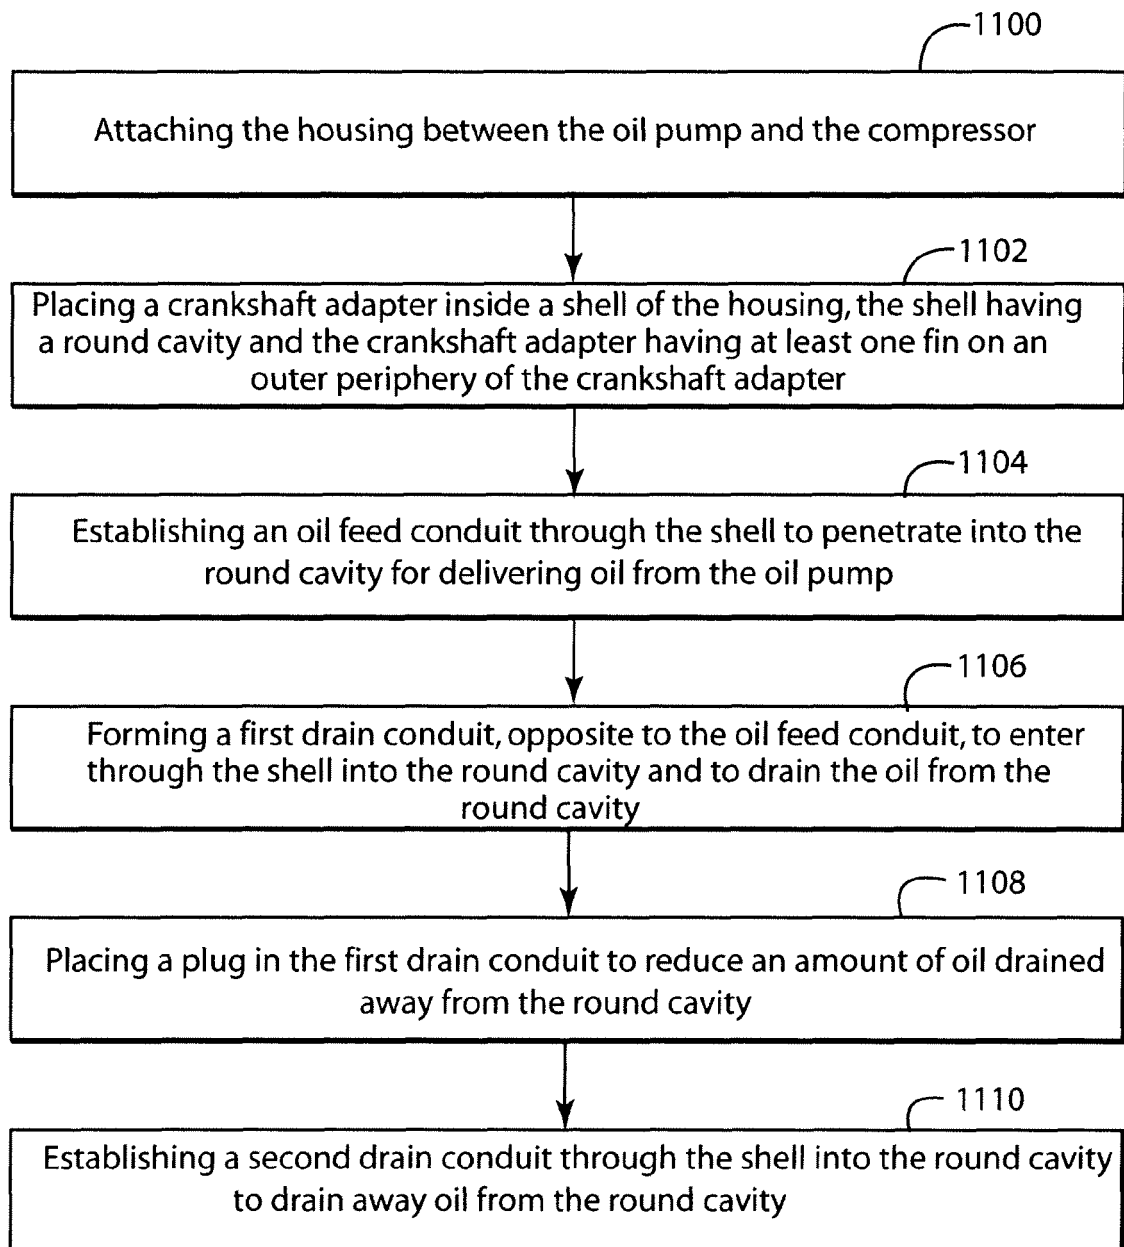 1100
Attaching the housing between the oil pump and the compressor
1102
Placing a crankshaft adapter inside a shell of the housing, the shell having
a round cavity and the crankshaft adapter having at least one fin on an
outer periphery of the crankshaft adapter
1104
Establishing an oil feed conduit through the shell to penetrate into the
round cavity for delivering oil from the oil pump
1106
Forming a first drain conduit, opposite to the oil feed conduit, to enter
through the shell into the round cavity and to drain the oil from the
round cavity
1108
Placing a plug in the first drain conduit to reduce an amount of oil drained
away from the round cavity
1110
Establishing a second drain conduit through the shell into the round cavity
to drain away oil from the round cavity